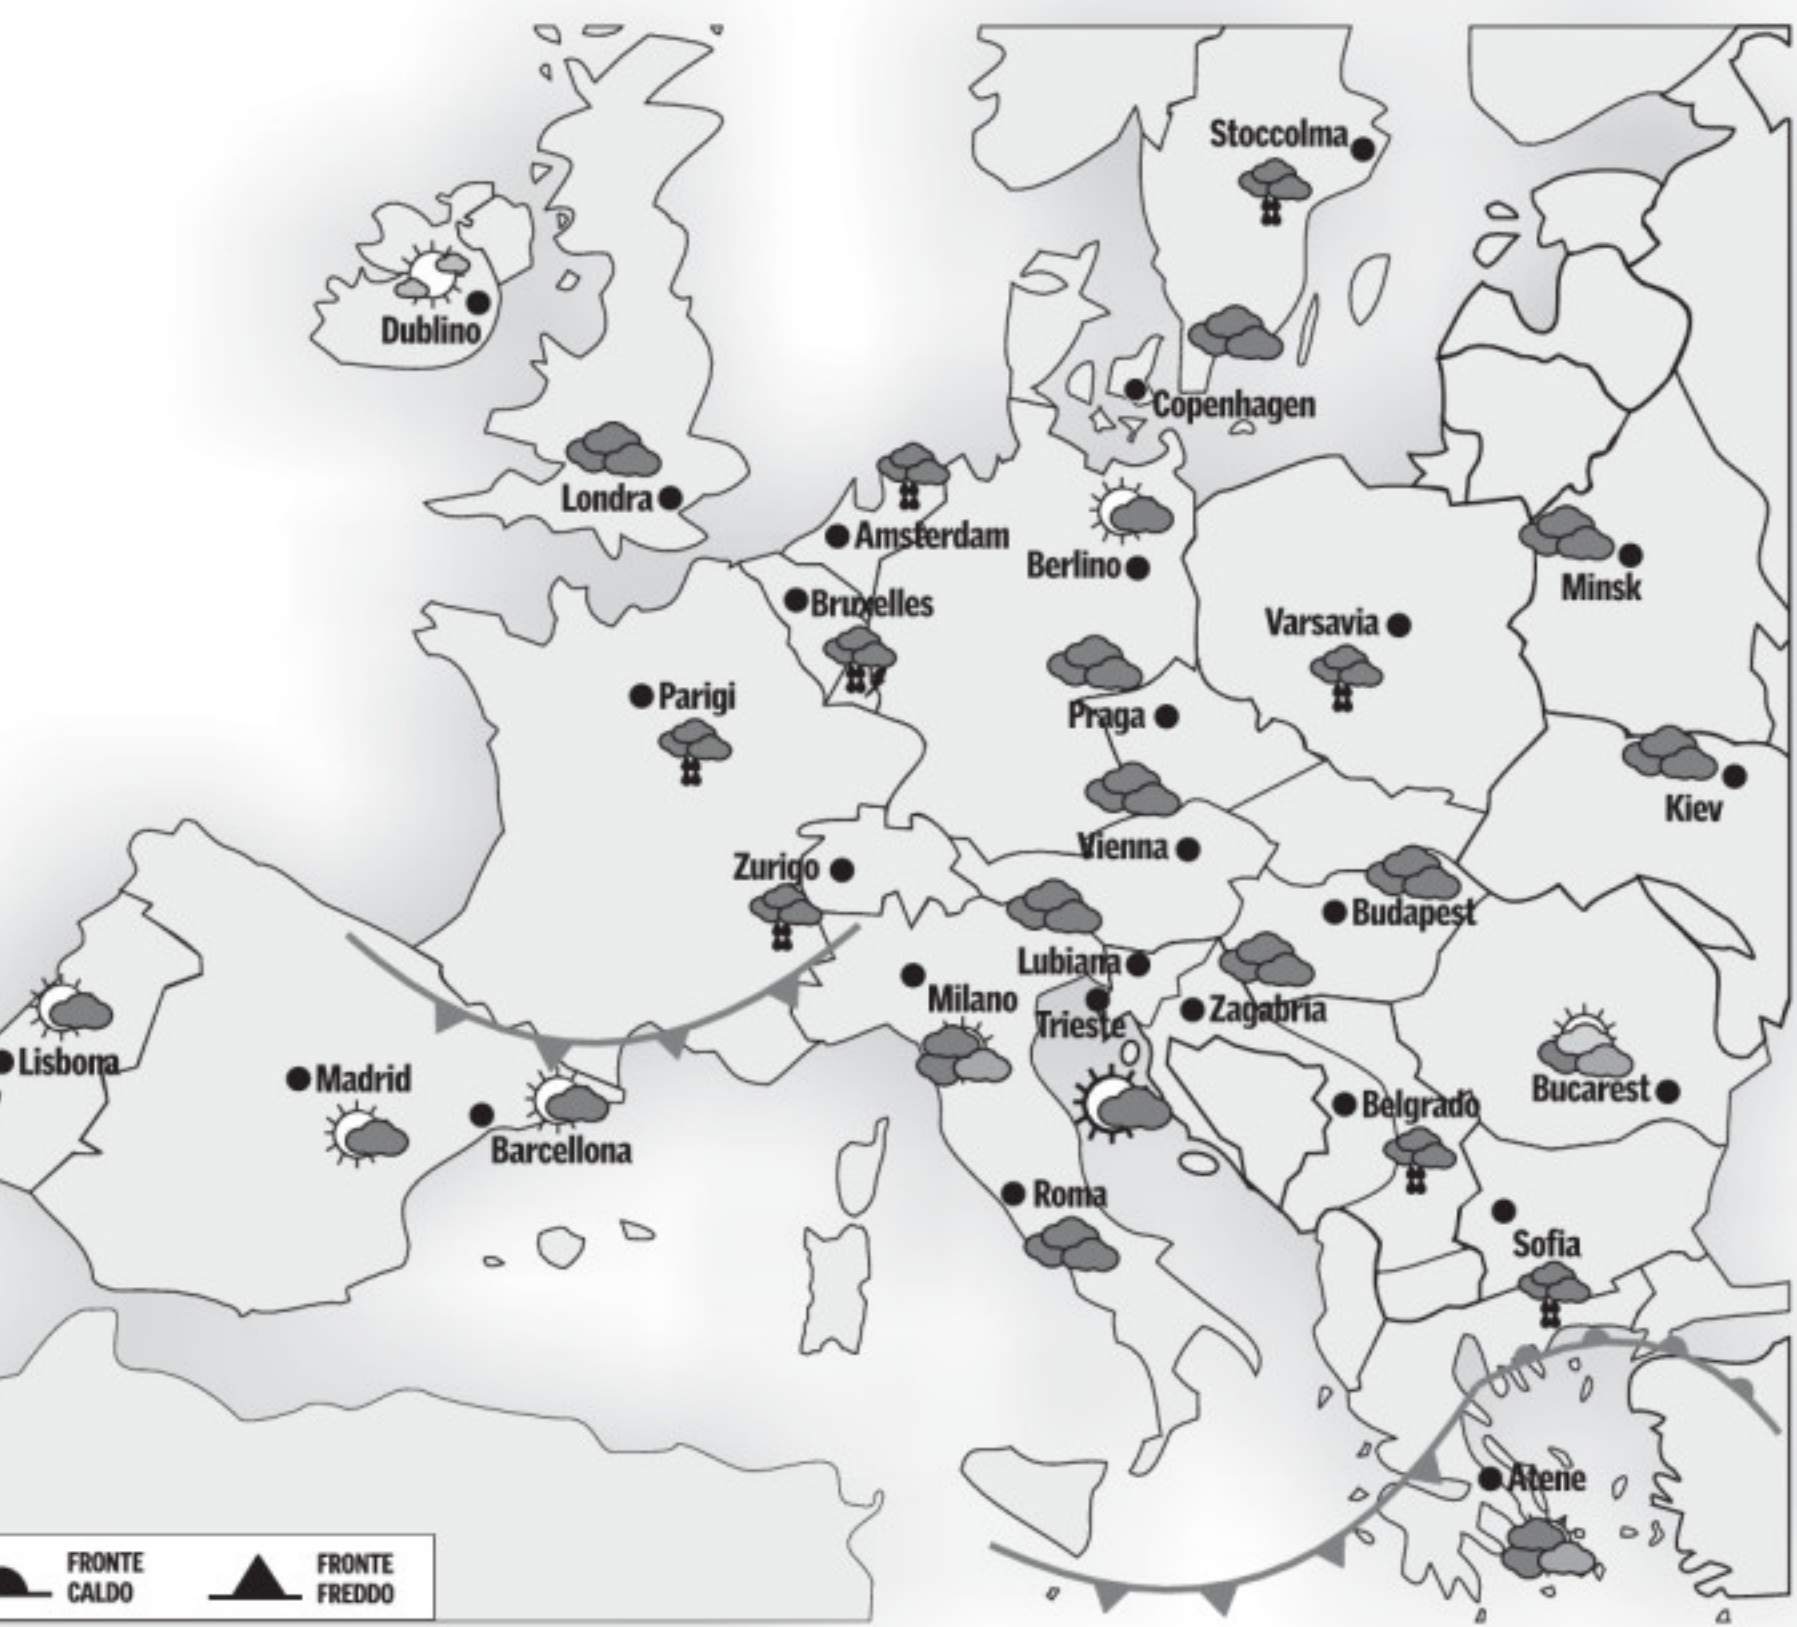 Stoccolma
Dublino
Copenhagen
Londra
Amsterdam
Berlino
Minsk
Bruxelles
Varsavia
Parigi
Praga
Kiev
Vienna
Zurigo
Budapest
Lubiana
Milano
Zagabria
Trieste
Lisbona
Madrid
Bucarest
Belgrado
Barcellona
Roma
Sofia
Atene
FRONTE
CALDO
FRONTE
FREDDO